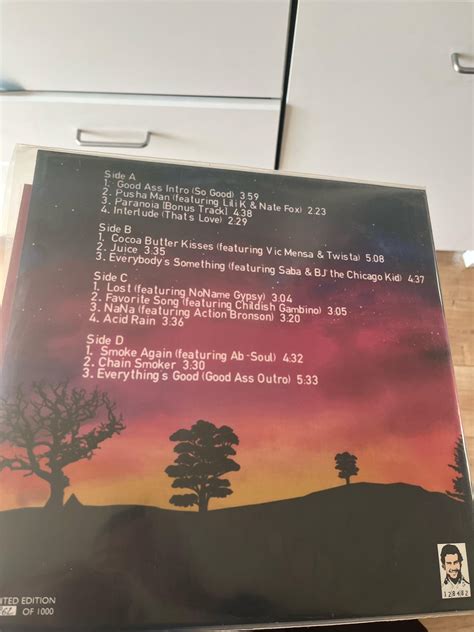 Side A
1. Good Ass Intro (So Good) 3:59
2. Pusha Man (featuring Lili K & Nate Fox) 2:23
3. Paranoia [Bonus Track] 4:38
4. Interlude (That's Love) 2:29
Side B
1. Cocoa Butter Kisses (featuring Vic Mensa & Twista) 5:08
2. Juice 3:35
3. Everybody's Something (featuring Saba & BJ the Chicago Kid) 4:37
Side C
1. Lost (featuring NoName Gypsy) 3:04
2. Favorite Song (featuring Childish Gambino) 3:05
3. NaNa (featuring Action Bronson) 3:20
4. Acid Rain 3:36
Side D
1. Smoke Again (featuring Ab-Soul) 4:32
2. Chain Smoker 3:30
3. Everything's Good (Good Ass Outro) 5:33
ITED EDITION
OF 1000
128482